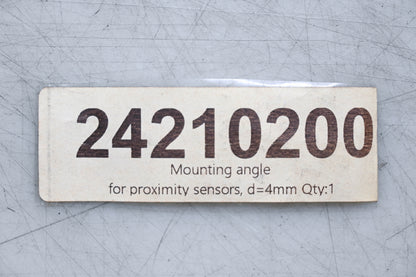 24210200
Mounting angle
for proximity sensors, d=4mm Qty:1